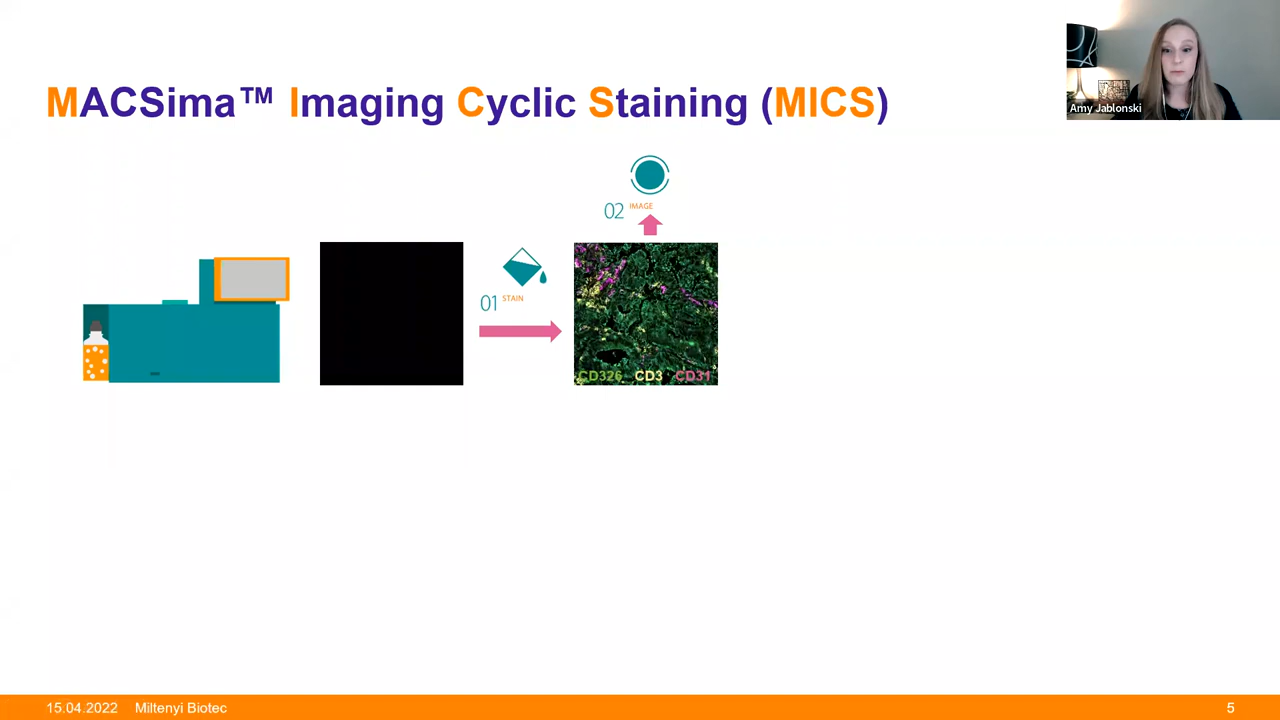 MACSima™ Imaging Cyclic Staining (MICS)
Amy Jablonski
02 IMAGE
01 STAIN
CD326 CD3 CD31
15.04.2022 Miltenyi Biotec 5